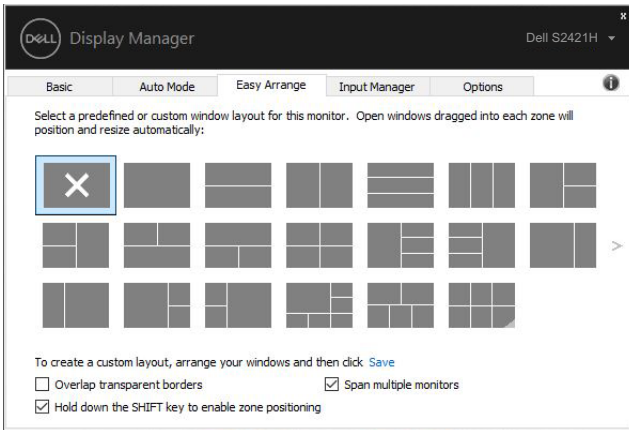 x
DELL Display Manager Dell S2421H
Basic Auto Mode Easy Arrange Input Manager Options i
Select a predefined or custom window layout for this monitor. Open windows dragged into each zone will
position and resize automatically:
>
To create a custom layout, arrange your windows and then click Save
Overlap transparent borders Span multiple monitors
Hold down the SHIFT key to enable zone positioning